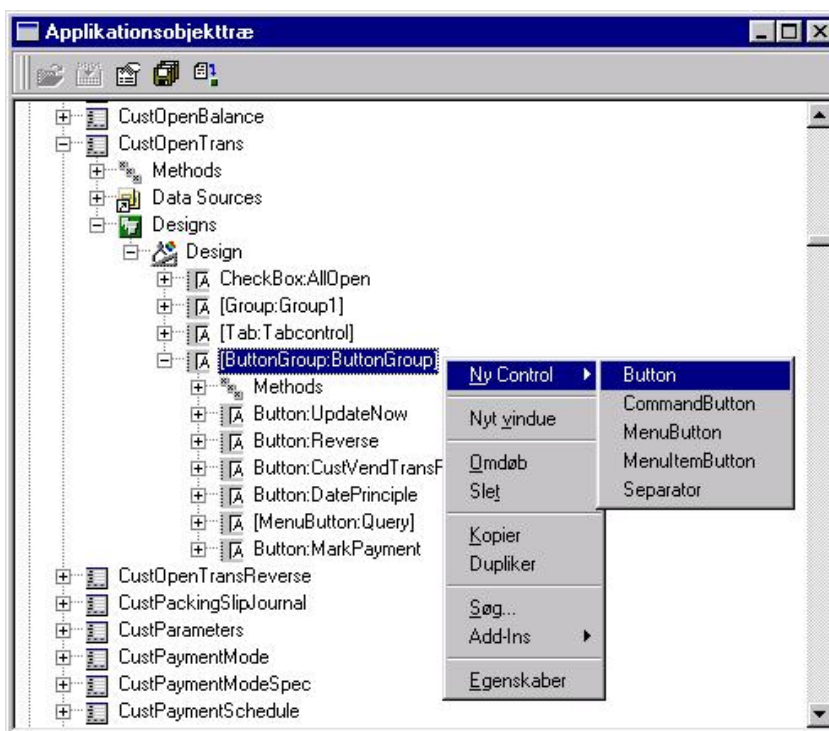 Applikationsobjekttræ
CustOpenBalance
CustOpenTrans
Methods
Data Sources
Designs
Design
CheckBox:AllOpen
[Group:Group1]
[Tab:Tabcontrol]
[ButtonGroup:ButtonGroup]
Methods
Button:UpdateNow
Button:Reverse
Button:CustVendTransF
Button:DatePrinciple
[MenuButton:Query]
Button:MarkPayment
CustOpenTransReverse
CustPackingSlipJournal
CustParameters
CustPaymentMode
CustPaymentModeSpec
CustPaymentSchedule
Ny Control
Nyt vindue
Omdøb
Slet
Kopier
Dupliker
Søg...
Add-Ins
Egenskaber
Button
CommandButton
MenuButton
MenuItemButton
Separator